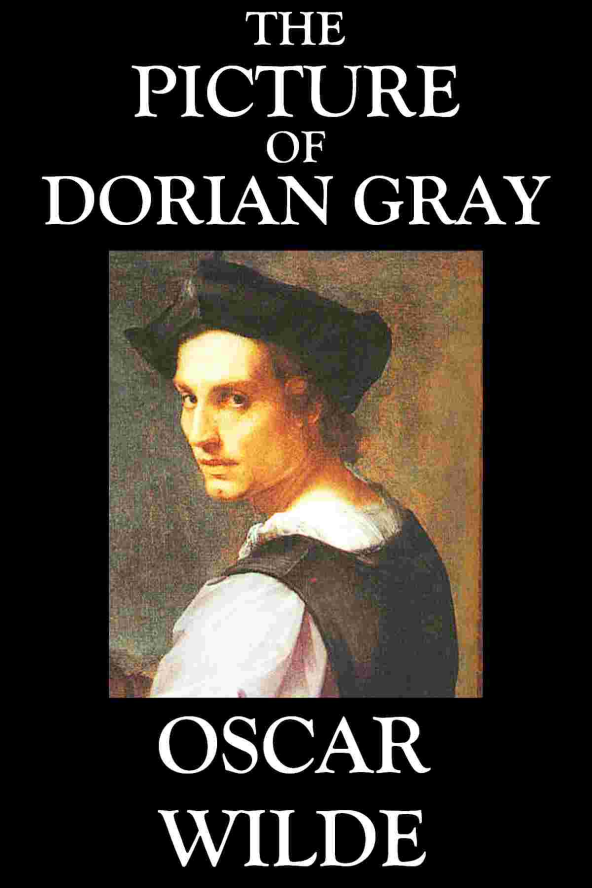 THE
PICTURE
OF
DORIAN GRAY
OSCAR
WILDE